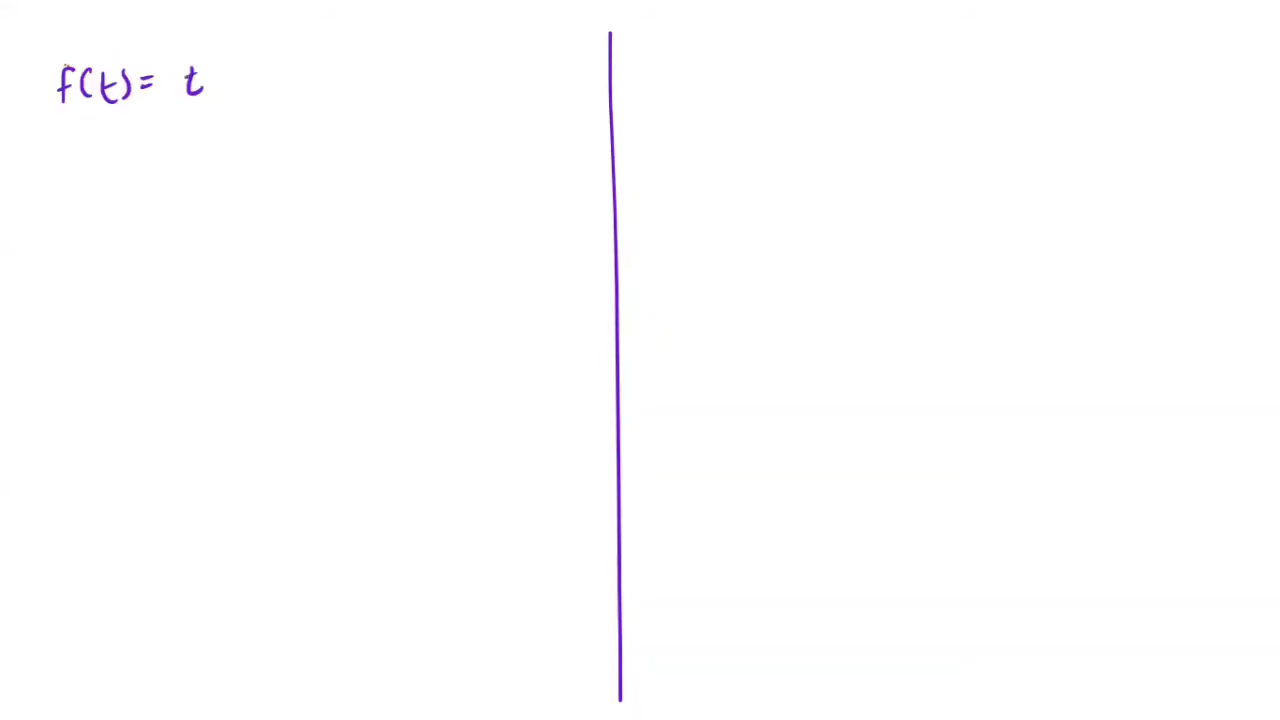 f(t) = t